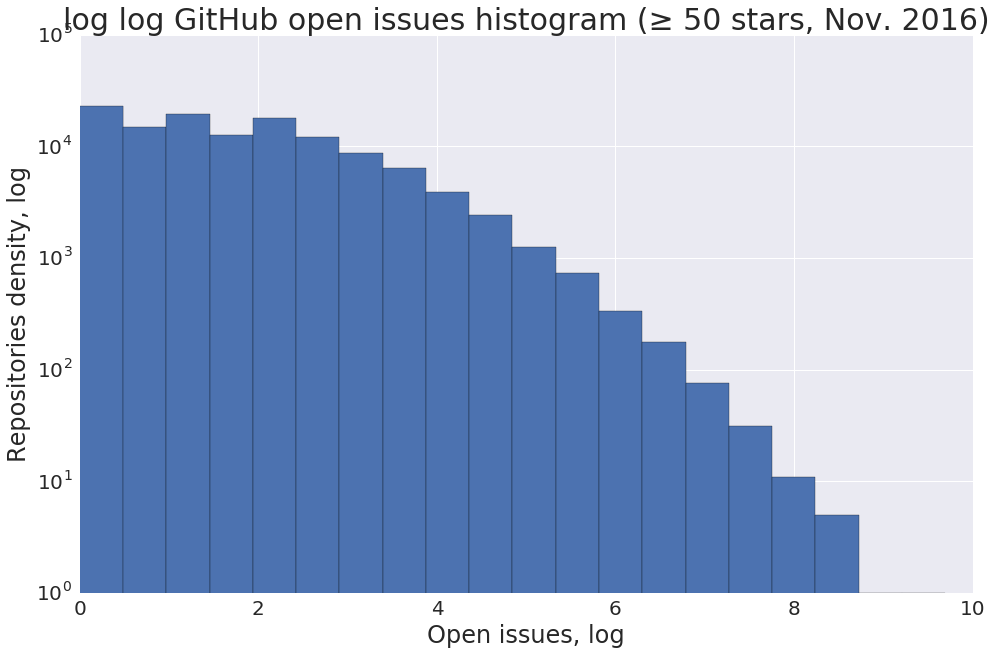 log log GitHub open issues histogram (≥ 50 stars, Nov. 2016)
10^5
10^4
10^3
10^2
10^1
10^0
Repositories density, log
0 2 4 6 8 10
Open issues, log